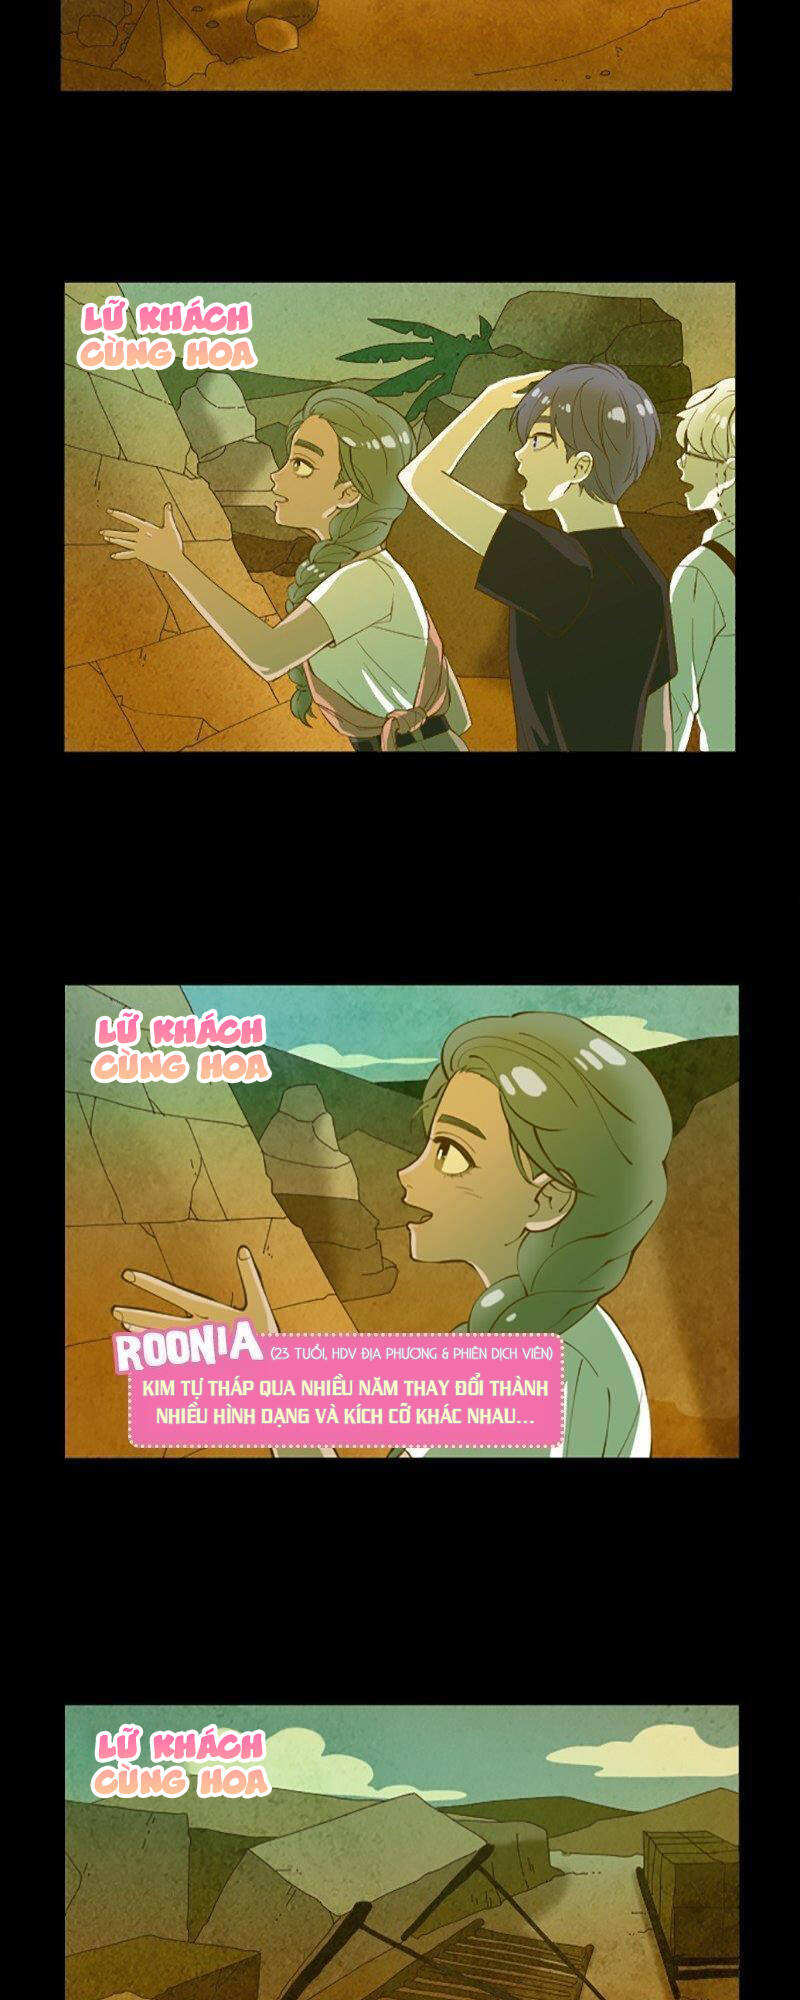 LỮ KHÁCH
CÙNG HOA
LỮ KHÁCH
CÙNG HOA
ROONIA (23 TUỔI, HDV ĐỊA PHƯƠNG & PHIÊN DỊCH VIÊN)
KIM TỰ THÁP QUA NHIỀU NĂM THAY ĐỔI THÀNH
NHIỀU HÌNH DẠNG VÀ KÍCH CỠ KHÁC NHAU...
LỮ KHÁCH
CÙNG HOA